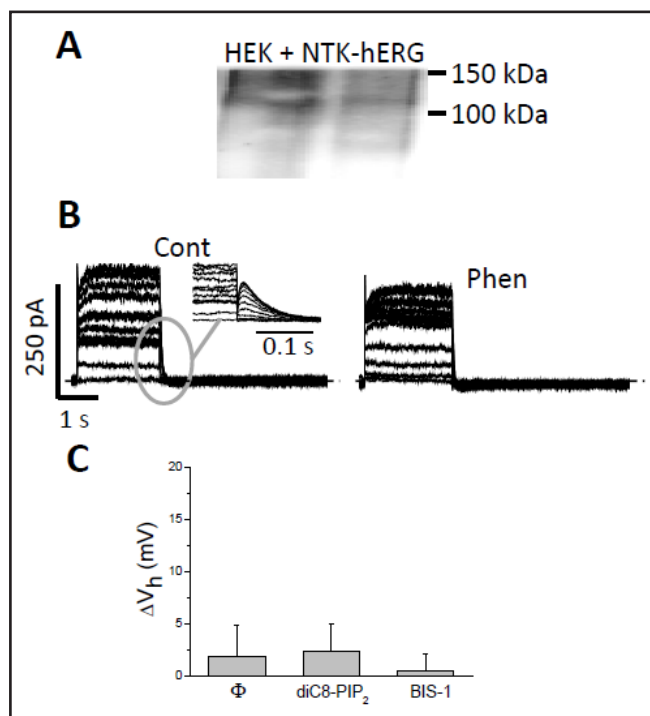 A
HEK + NTK-hERG
150 kDa
100 kDa
B
Cont
Phen
250 pA
0.1 s
1 s
C
20
15
10
5
0
ΔVh (mV)
Φ diC8-PIP2 BIS-1